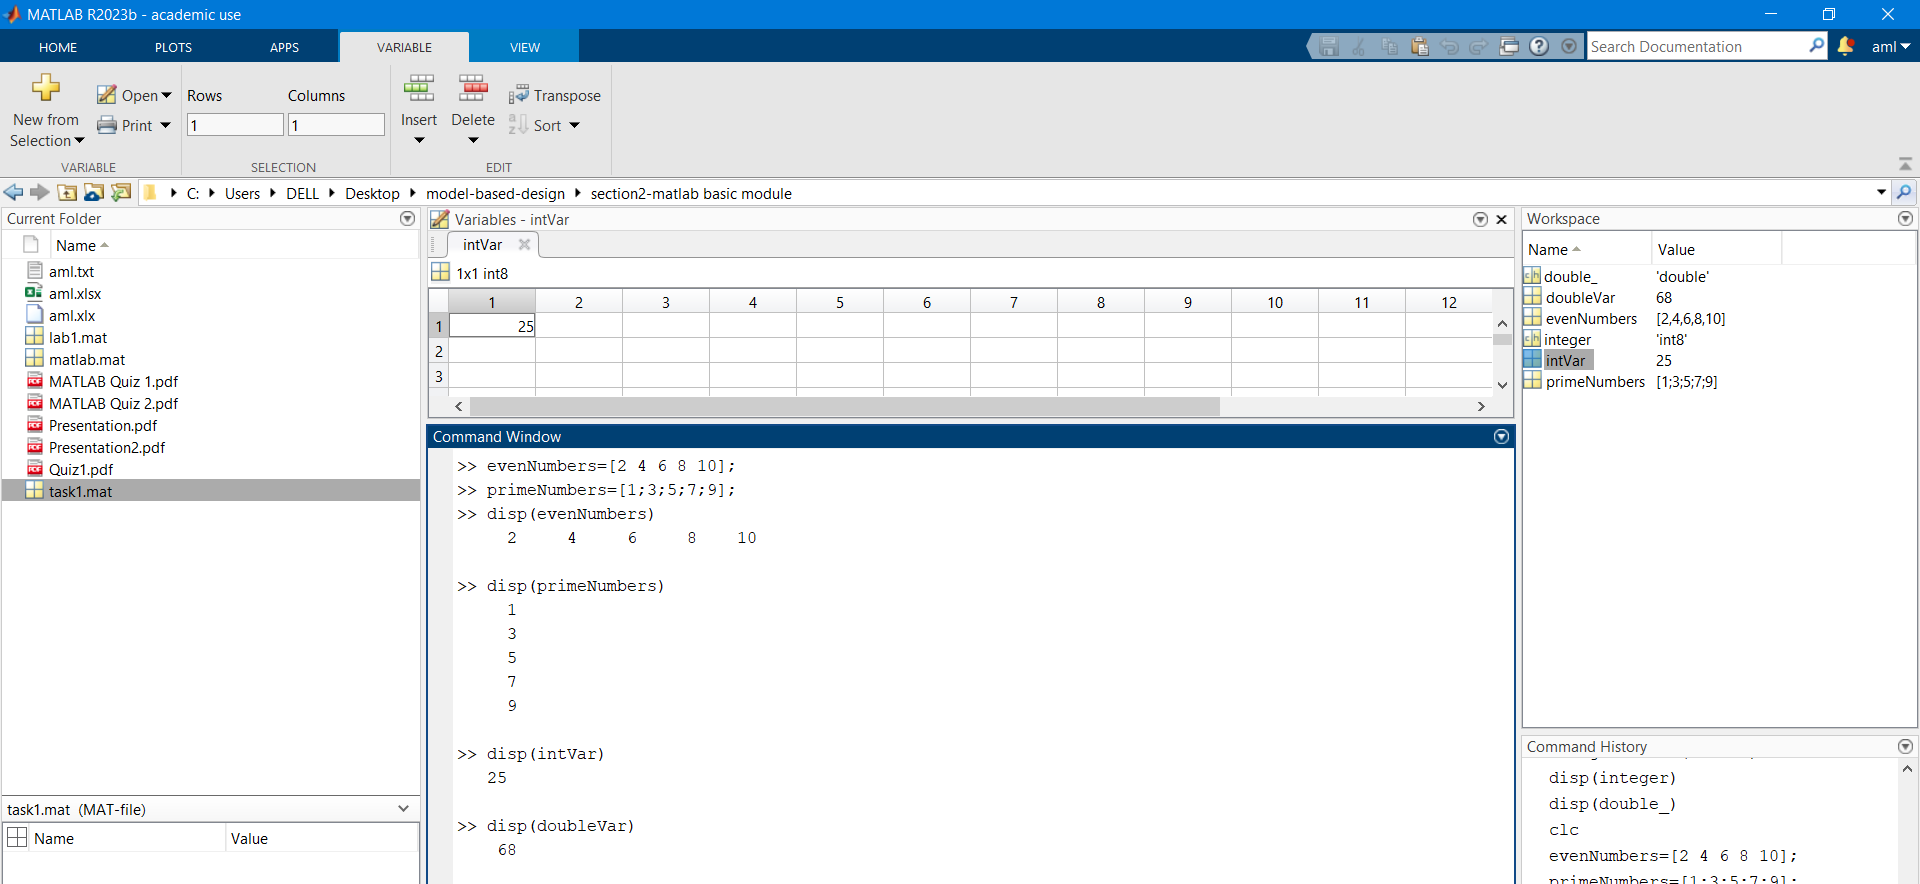 MATLAB R2023b - academic use
HOME PLOTS APPS VARIABLE VIEW
Search Documentation
aml
New from
Selection
Open
Print
VARIABLE
Rows Columns
1 1
SELECTION
Insert
Delete
Transpose
Sort
EDIT
C: Users DELL Desktop model-based-design section2-matlab basic module
Current Folder
Name
aml.txt
aml.xlsx
aml.xlx
lab1.mat
matlab.mat
MATLAB Quiz 1.pdf
MATLAB Quiz 2.pdf
Presentation.pdf
Presentation2.pdf
Quiz1.pdf
task1.mat
task1.mat (MAT-file)
Name Value
Variables - intVar
intVar
1x1 int8
1 2 3 4 5 6 7 8 9 10 11 12
1 25
2
3
Command Window
>> evenNumbers=[2 4 6 8 10];
>> primeNumbers=[1;3;5;7;9];
>> disp(evenNumbers)
2 4 6 8 10
>> disp(primeNumbers)
1
3
5
7
9
>> disp(intVar)
25
>> disp(doubleVar)
68
Workspace
Name Value
double_ 'double'
doubleVar 68
evenNumbers [2,4,6,8,10]
integer 'int8'
intVar 25
primeNumbers [1;3;5;7;9]
Command History
disp(integer)
disp(double_)
clc
evenNumbers=[2 4 6 8 10];
primeNumbers=[1;3;5;7;9];